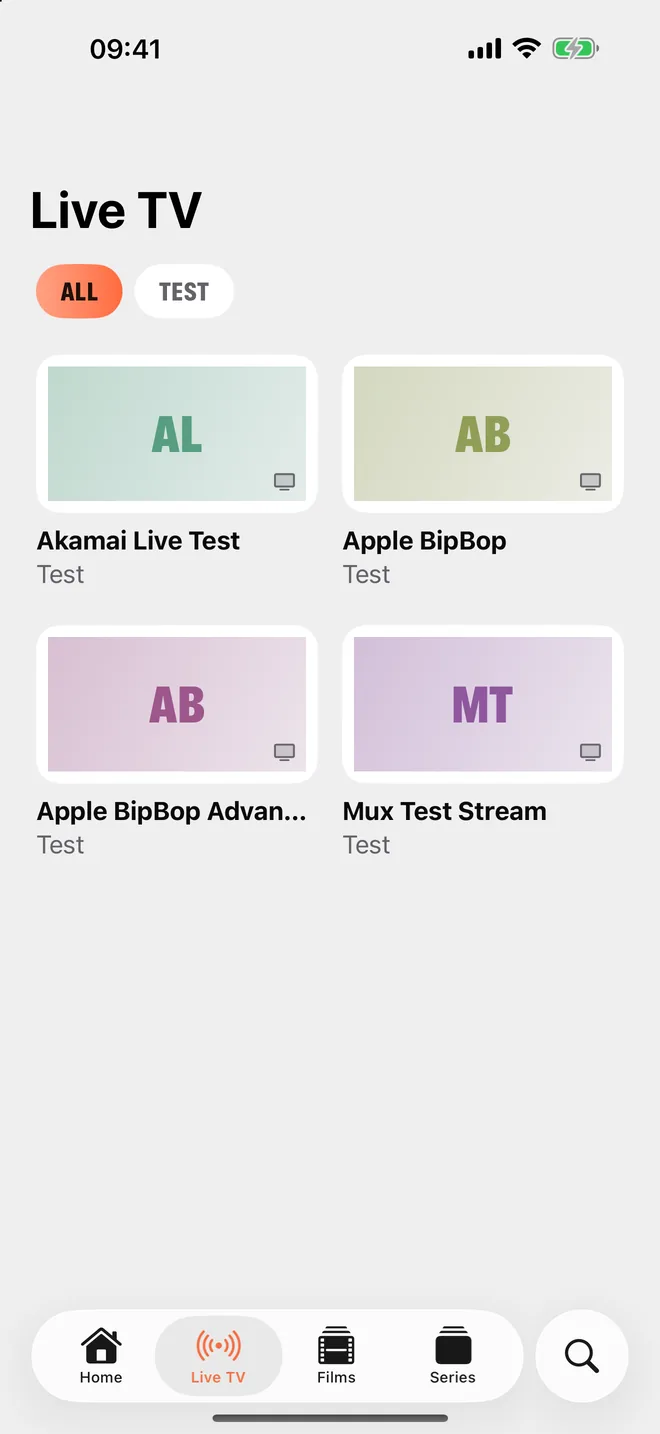 09:41
Live TV
ALL
TEST
AL
AB
Akamai Live Test
Apple BipBop
Test
Test
AB
MT
Apple BipBop Advan...
Mux Test Stream
Test
Test
Home
Live TV
Films
Series